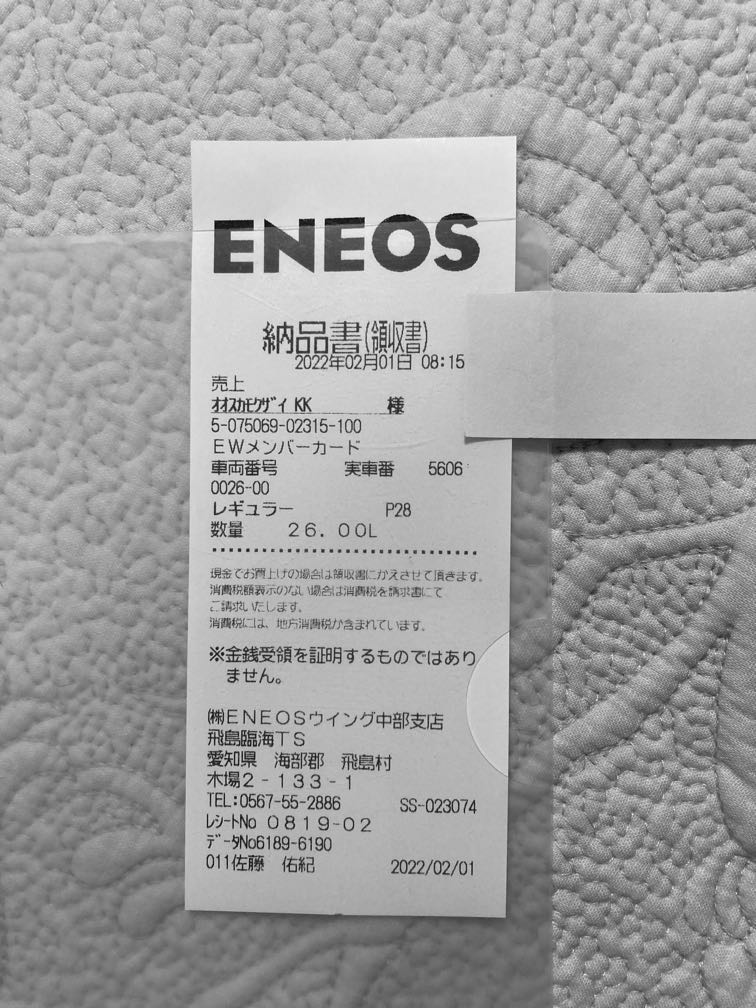 ENEOS
納品書(領収書)
2022年02月01日 08:15
売上
ｵｵｽｶﾓｸｻﾞｲ KK 様
5-075069-02315-100
ＥＷメンバーカード
車両番号 実車番 5606
0026-00
レギュラー P28
数量 ２６．００L
現金でお買上げの場合は領収書にかえさせて頂きます。
消費税額表示のない場合は消費税を請求書にて
ご請求いたします。
消費税には、地方消費税が含まれています。
※金銭受領を証明するものではあり
ません。
㈱ＥＮＥＯＳウイング中部支店
飛島臨海ＴＳ
愛知県 海部郡 飛島村
木場２－１３３－１
TEL:0567-55-2886 SS-023074
ﾚｼｰﾄNo ０８１９-０２
ﾃﾞｰﾀNo6189-6190
011佐藤 佑紀 2022/02/01